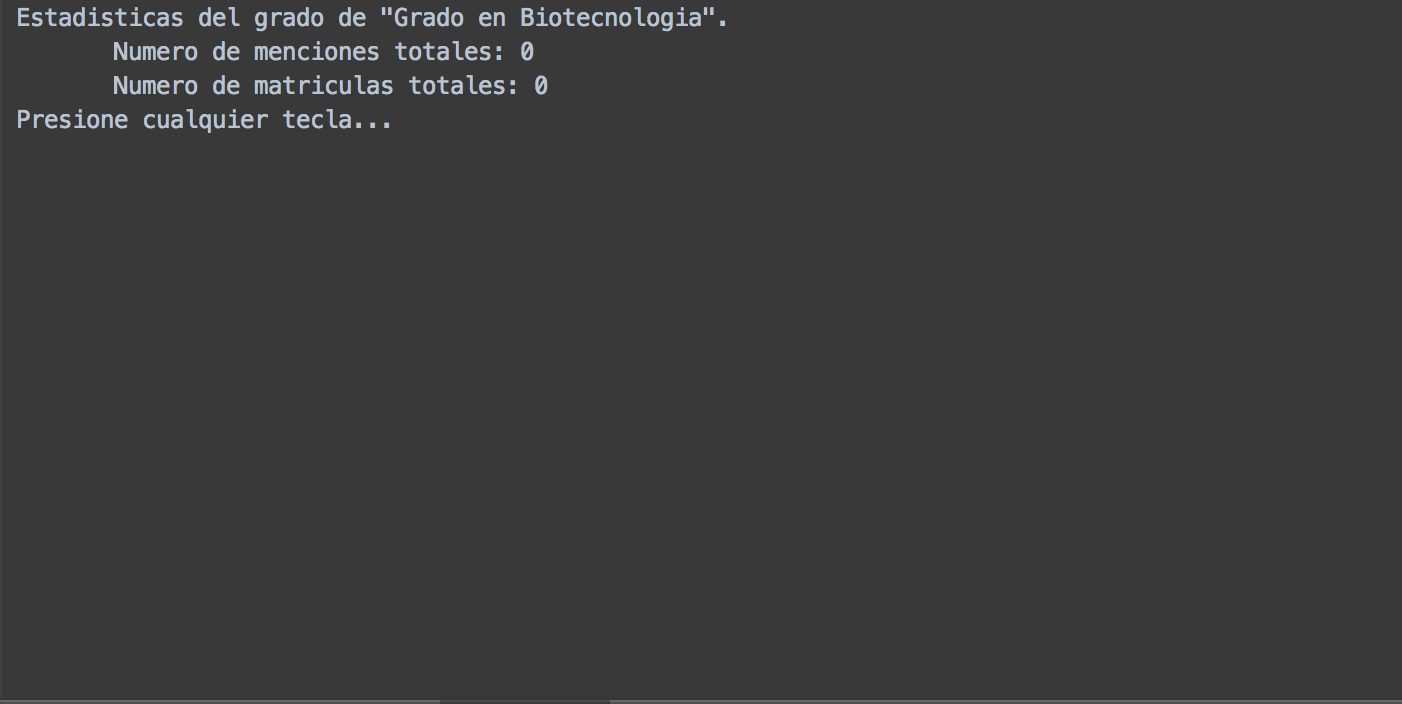 Estadisticas del grado de "Grado en Biotecnologia".
Numero de menciones totales: 0
Numero de matriculas totales: 0
Presione cualquier tecla...